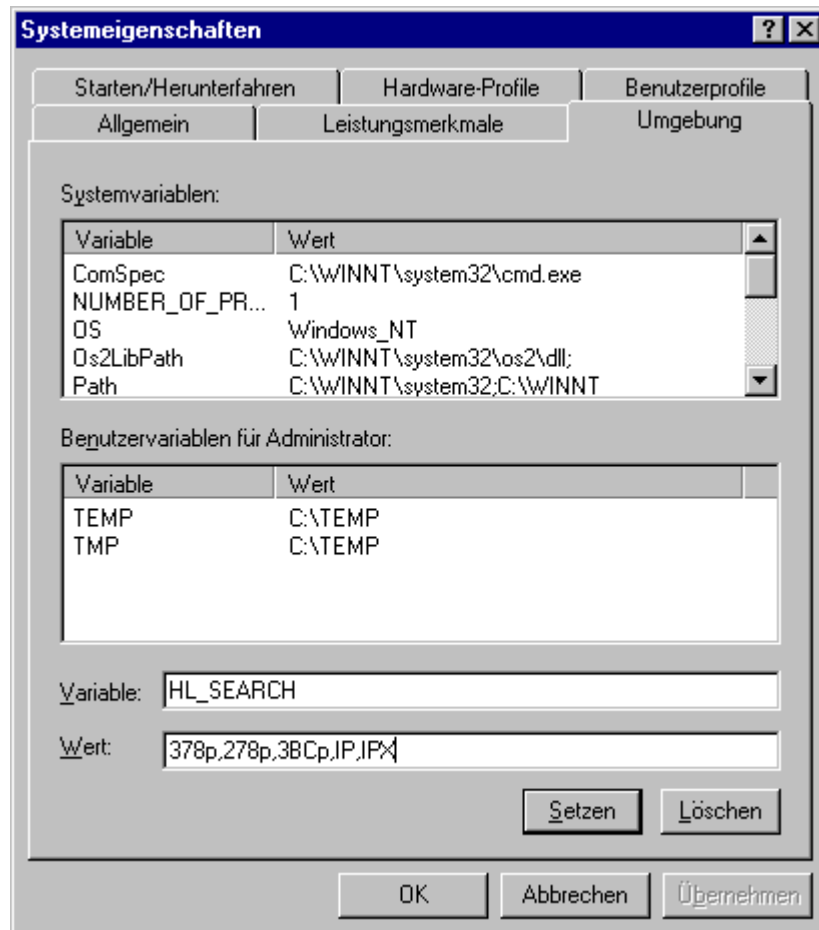 Systemeigenschaften
Starten/Herunterfahren Hardware-Profile Benutzerprofile
Allgemein Leistungsmerkmale Umgebung
Systemvariablen:
Variable Wert
ComSpec C:\WINNT\system32\cmd.exe
NUMBER_OF_PR... 1
OS Windows_NT
Os2LibPath C:\WINNT\system32\os2\dll;
Path C:\WINNT\system32;C:\WINNT
Benutzervariablen für Administrator:
Variable Wert
TEMP C:\TEMP
TMP C:\TEMP
Variable: HL_SEARCH
Wert: 378p,278p,3BCp,IP,IPX
Setzen Löschen
OK Abbrechen Übernehmen